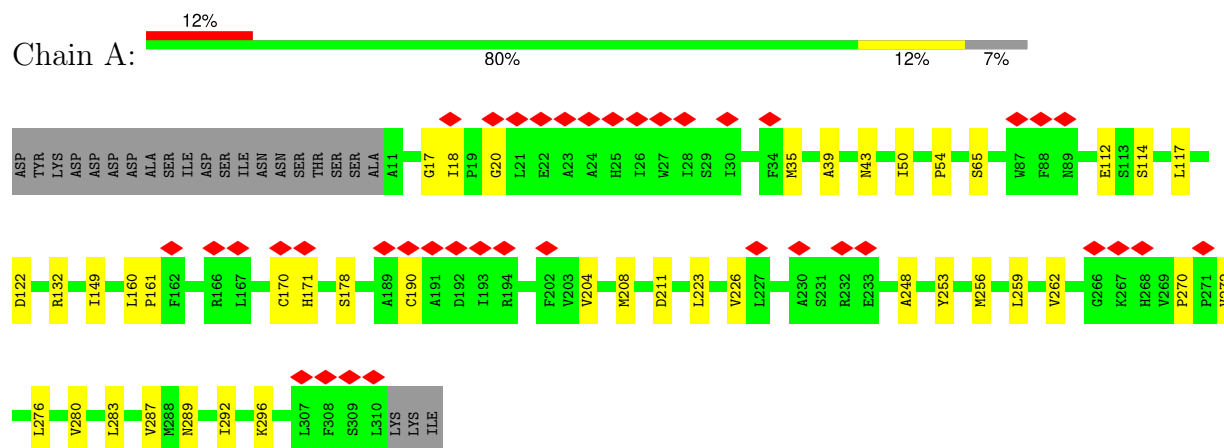 12%
Chain A:
80% 12% 7%
ASP TYR LYS ASP ASP ASP ASP ALA SER ILE ASP SER ILE ASN ASN SER THR SER SER ALA A11 G17 I18 P19 G20 L21 E22 A23 A24 H25 I26 W27 I28 S29 I30 F34 M35 A39 N43 I50 P54 S65 W87 F88 N89 E112 S113 S114 L117
D122 R132 I149 L160 P161 F162 R166 L167 C170 H171 S178 A189 C190 A191 D192 I193 R194 F202 V203 V204 M208 D211 L223 V226 L227 A230 S231 R232 E233 A248 Y253 M256 L259 V262 G266 K267 H268 V269 P270 P271
L276 V280 L283 V287 M288 N289 I292 K296 L307 F308 S309 L310 LYS LYS ILE